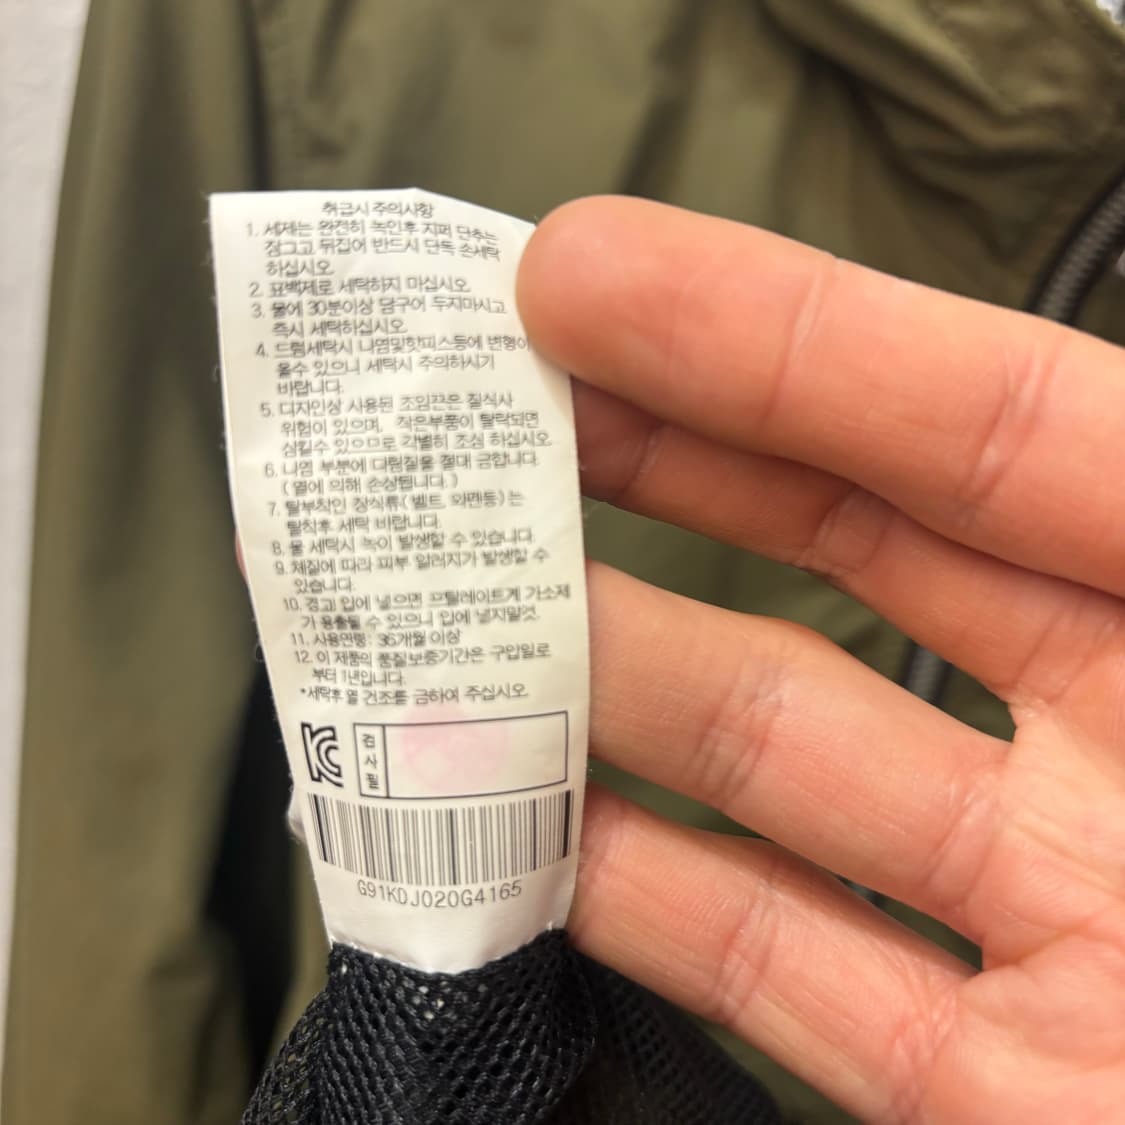 취급시 주의사항
1. 세제는 완전히 녹인후 지퍼 단추는
잠그고 뒤집어 반드시 단독 손세탁
하십시오.
2. 표백제로 세탁하지 마십시오.
3. 물에 30분이상 담구어 두지마시고
즉시 세탁하십시오.
4. 드럼세탁시 나염및핫피스등에 변형이
올수 있으니 세탁시 주의하시기
바랍니다.
5. 디자인상 사용된 조임끈은 질식사
위험이 있으며, 작은부품이 탈락되면
삼킬수 있으므로 각별히 조심 하십시오.
6. 나염 부분에 다림질을 절대 금합니다.
( 열에 의해 손상됩니다. )
7. 탈부착인 장식류( 벨트, 와펜등) 는
탈착후 세탁 바랍니다.
8. 물 세탁시 녹이 발생할 수 있습니다.
9. 체질에 따라 피부 알러지가 발생할 수
있습니다.
10. 경고! 입에 넣으면 프탈레이트계 가소제
가 용출될 수 있으니 입에 넣지말것.
11. 사용연령: 36개월 이상
12. 이 제품의 품질보증기간은 구입일로
부터 1년입니다.
*세탁후 열 건조를 금하여 주십시오.
KC
검사필
G91KDJ020G4165